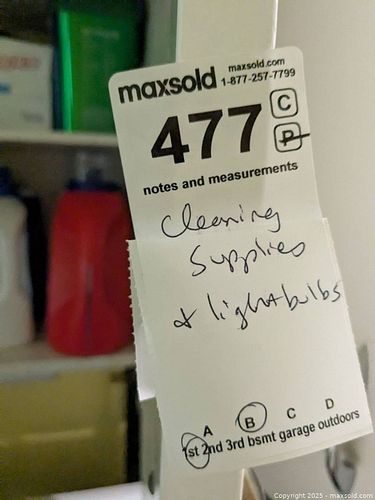 maxsold maxsold.com
1-877-257-7799
477 C
P
notes and measurements
Cleaning
Supplies
& lightbulbs
A B C D
1st 2nd 3rd bsmt garage outdoors
Copyright 2025 - maxsold.com